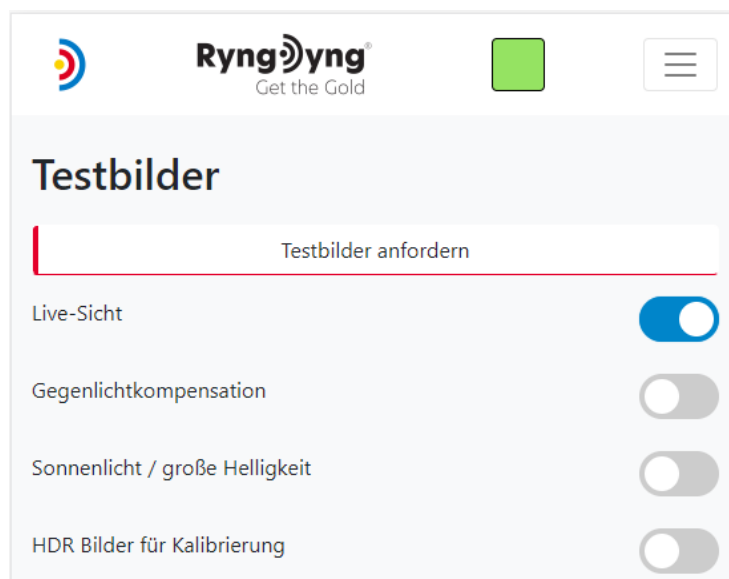 RyngDyng®
Get the Gold
Testbilder
Testbilder anfordern
Live-Sicht
Gegenlichtkompensation
Sonnenlicht / große Helligkeit
HDR Bilder für Kalibrierung